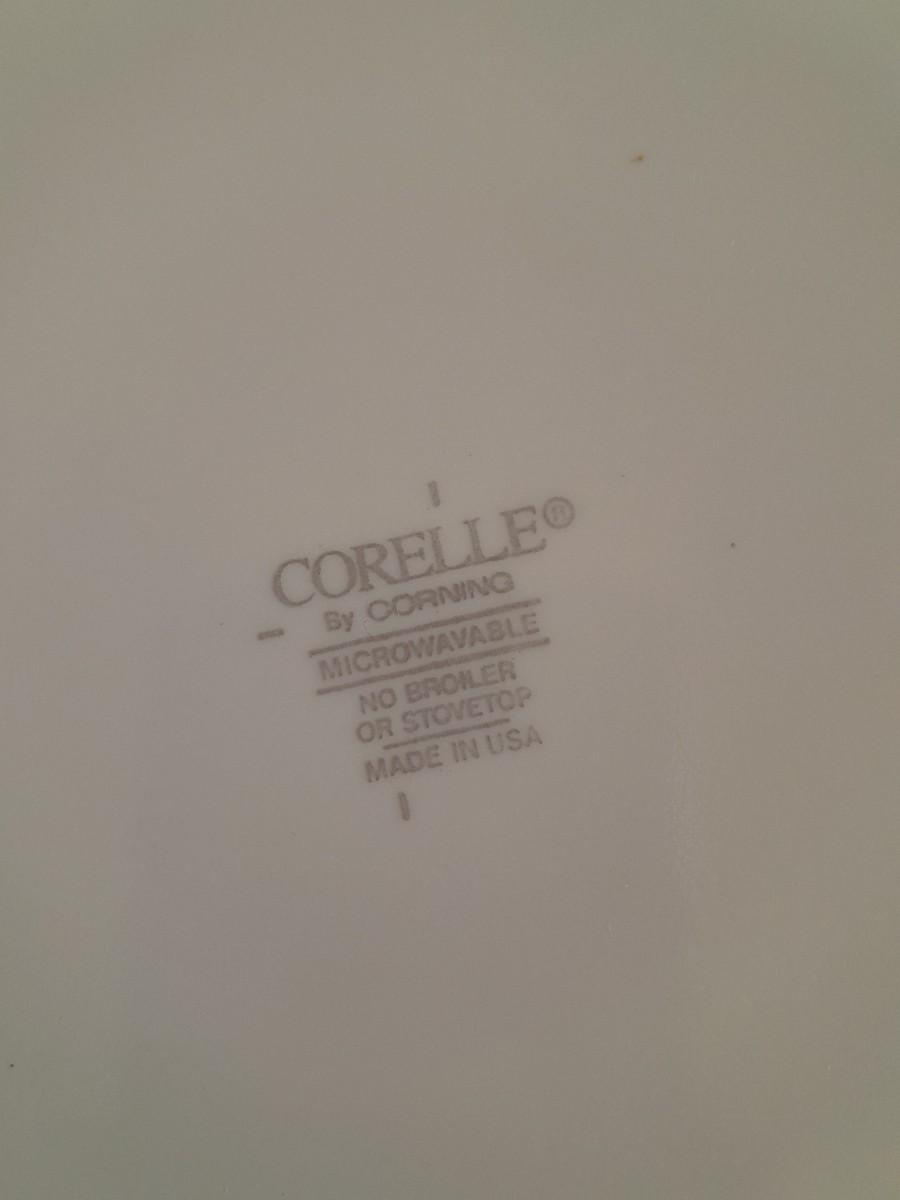 CORELLE®
By CORNING
MICROWAVABLE
NO BROILER
OR STOVETOP
MADE IN USA